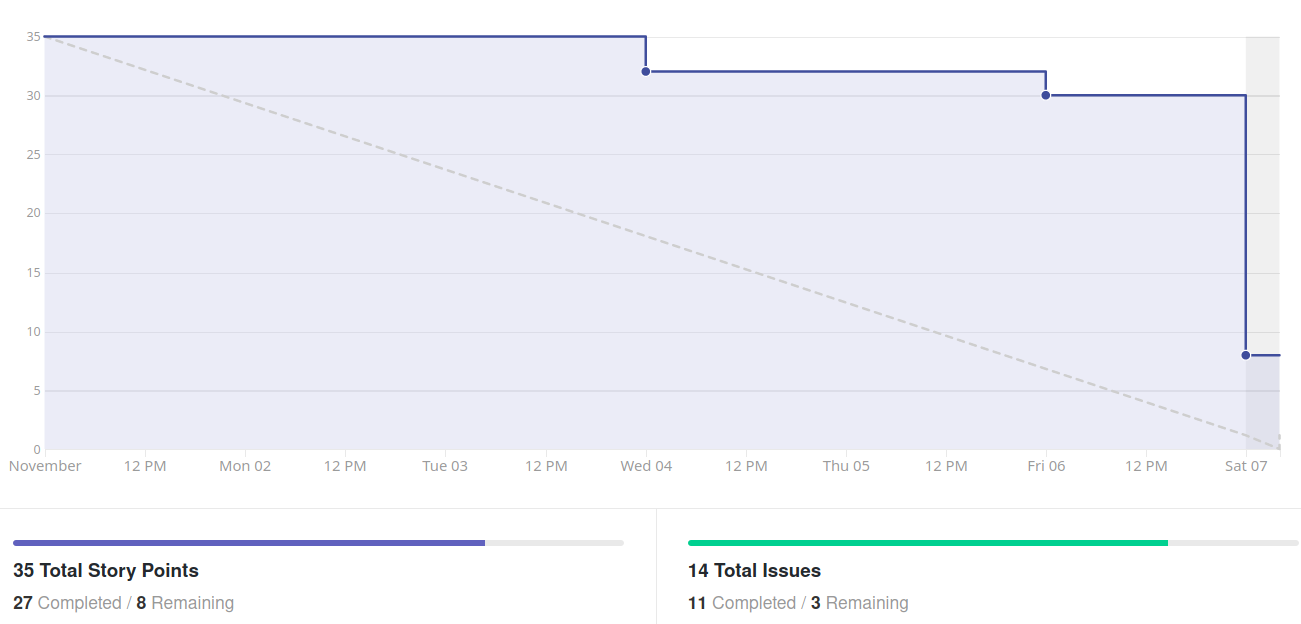 35
30
25
20
15
10
5
0
November 12 PM Mon 02 12 PM Tue 03 12 PM Wed 04 12 PM Thu 05 12 PM Fri 06 12 PM Sat 07
35 Total Story Points
27 Completed / 8 Remaining
14 Total Issues
11 Completed / 3 Remaining